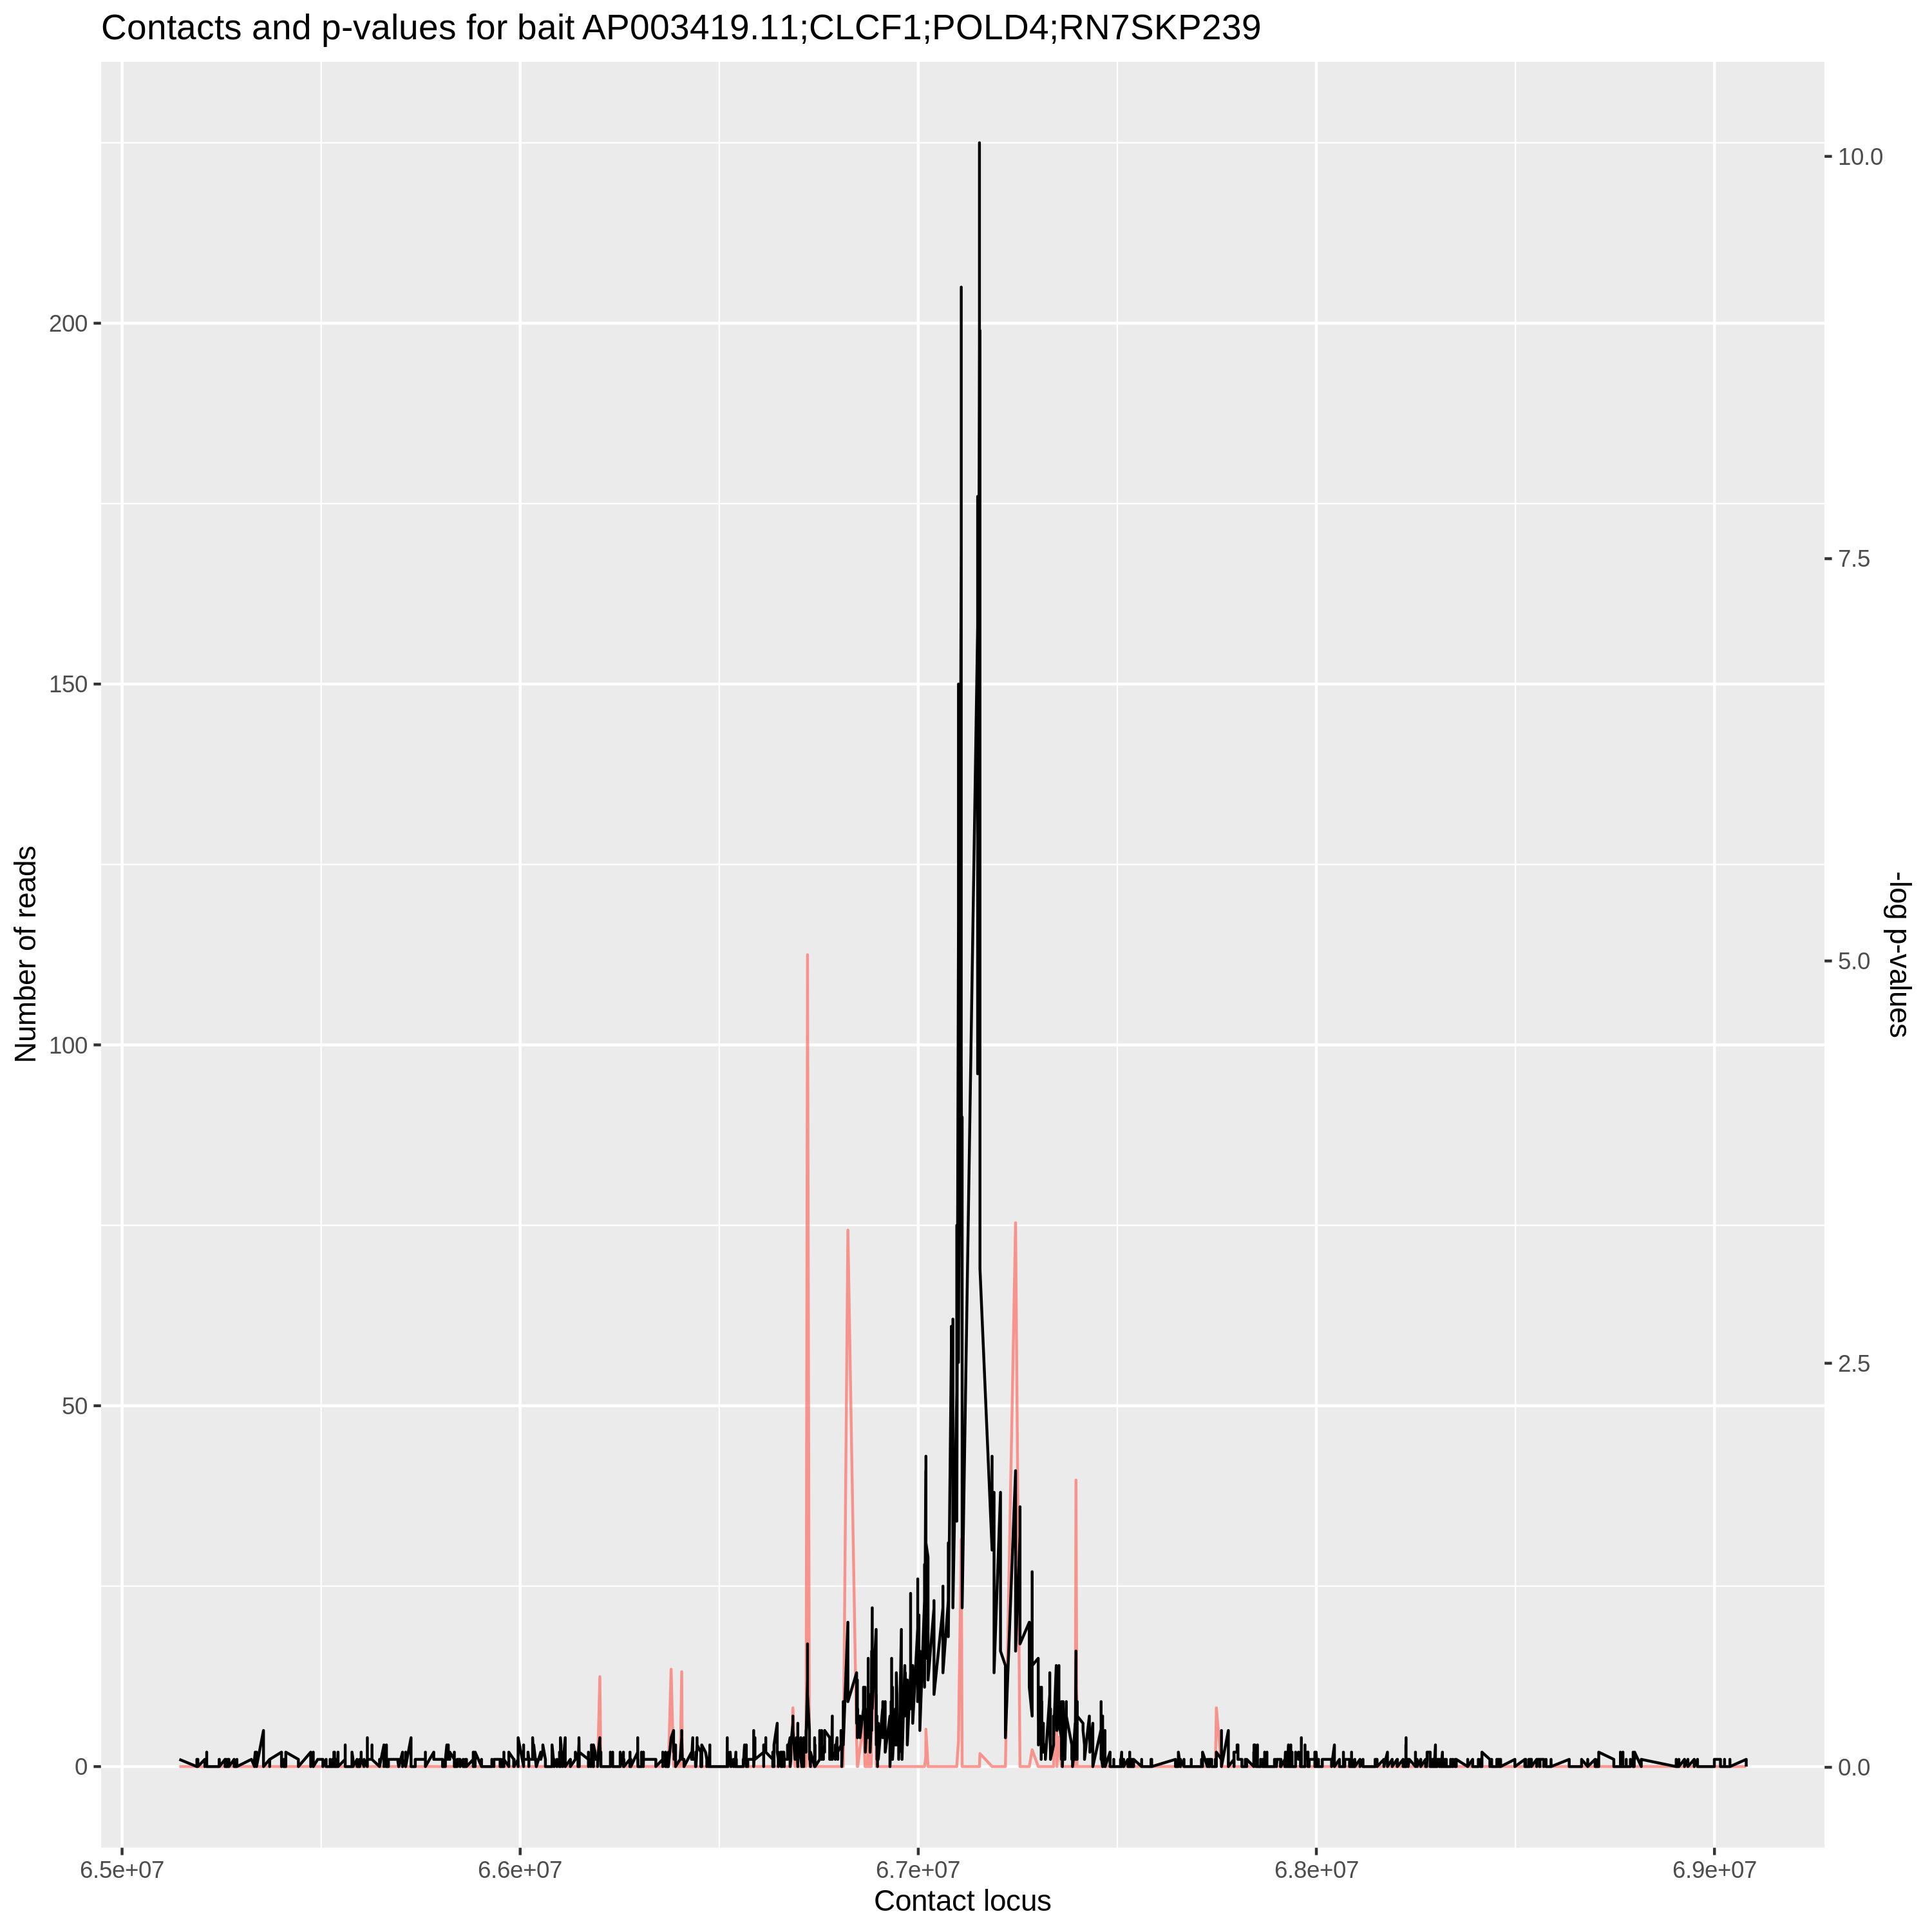 Contacts and p-values for bait AP003419.11;CLCF1;POLD4;RN7SKP239
Number of reads
200
150
100
50
0
10.0
7.5
5.0
2.5
0.0
-log p-values
6.5e+07
6.6e+07
6.7e+07
6.8e+07
6.9e+07
Contact locus